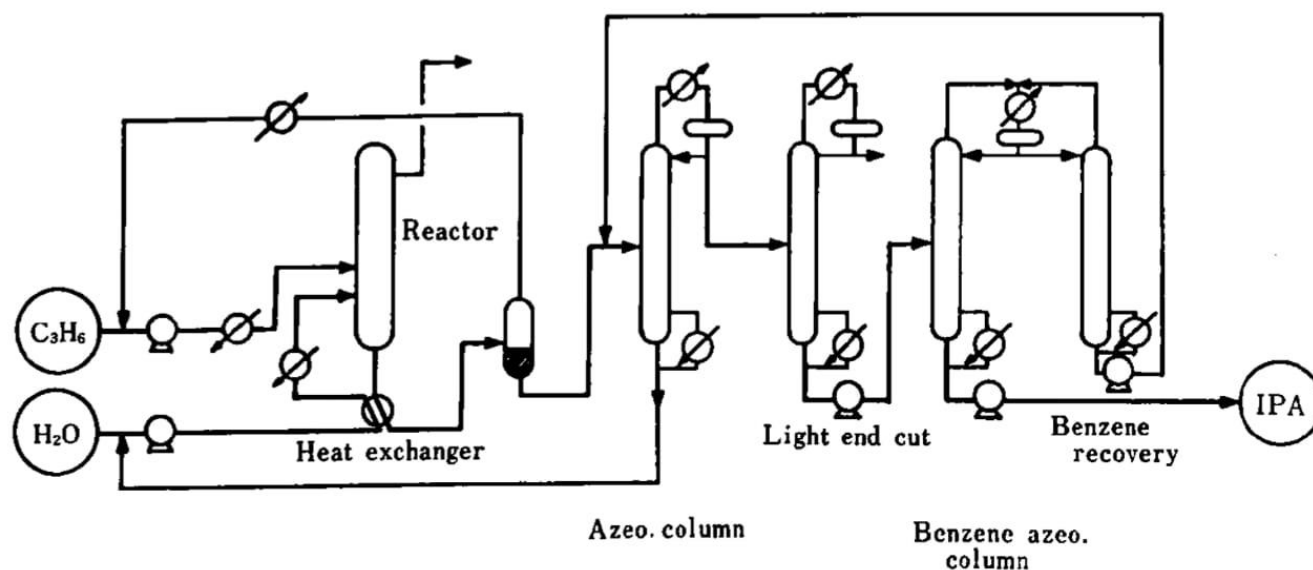 Reactor
C₃H₆
H₂O
Heat exchanger
Light end cut
Benzene
recovery
IPA
Azeo. column
Benzene azeo.
column